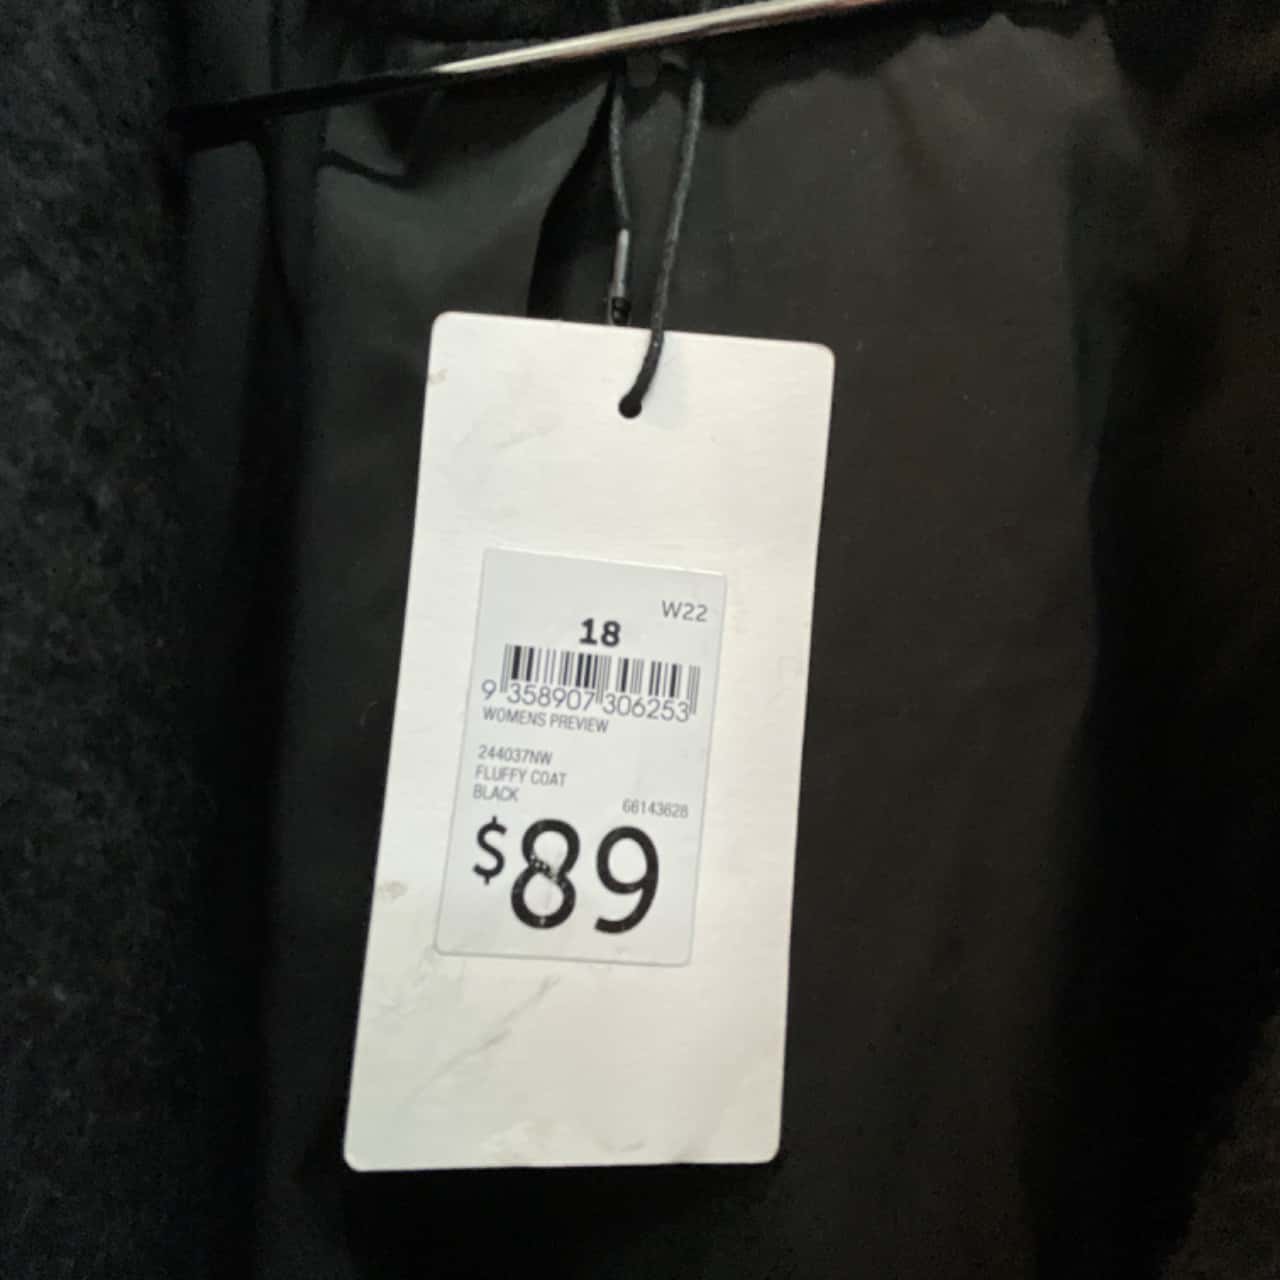 W22
18
9 358907 306253
WOMENS PREVIEW
244037NW
FLUFFY COAT
BLACK
66143628
$89